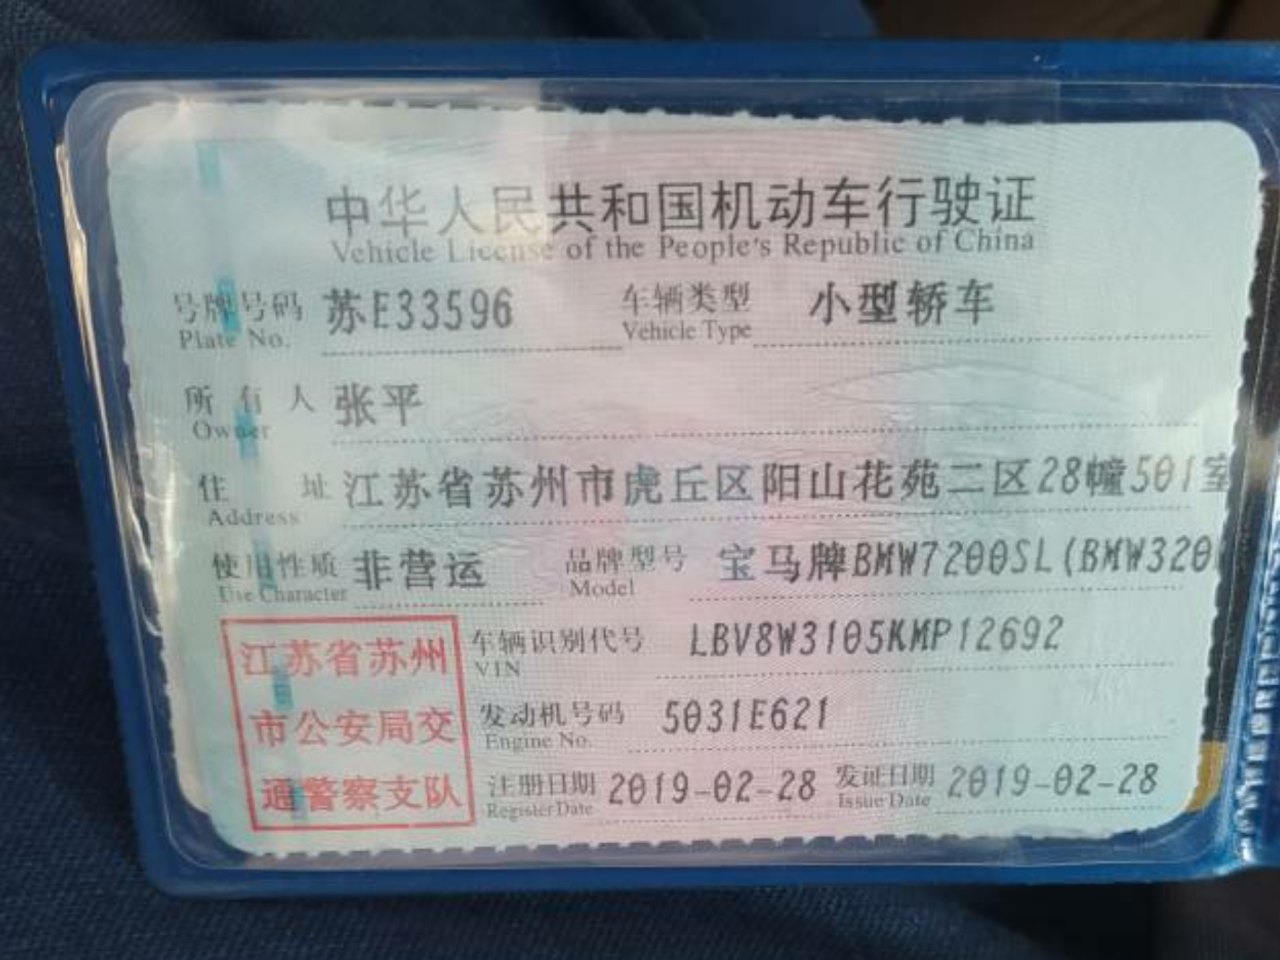 中华人民共和国机动车行驶证
Vehicle License of the People's Republic of China
号牌号码 苏E33596 车辆类型 小型轿车
Plate No. Vehicle Type
所有人 张平
Owner
住址 江苏省苏州市虎丘区阳山花苑二区28幢501室
Address
使用性质 非营运 品牌型号 宝马牌BMW7200SL(BMW320
Use Character Model
江苏省苏州
市公安局交
通警察支队
车辆识别代号 LBV8W3105KMP12692
VIN
发动机号码 5031E621
Engine No.
注册日期 2019-02-28 发证日期 2019-02-28
Register Date Issue Date